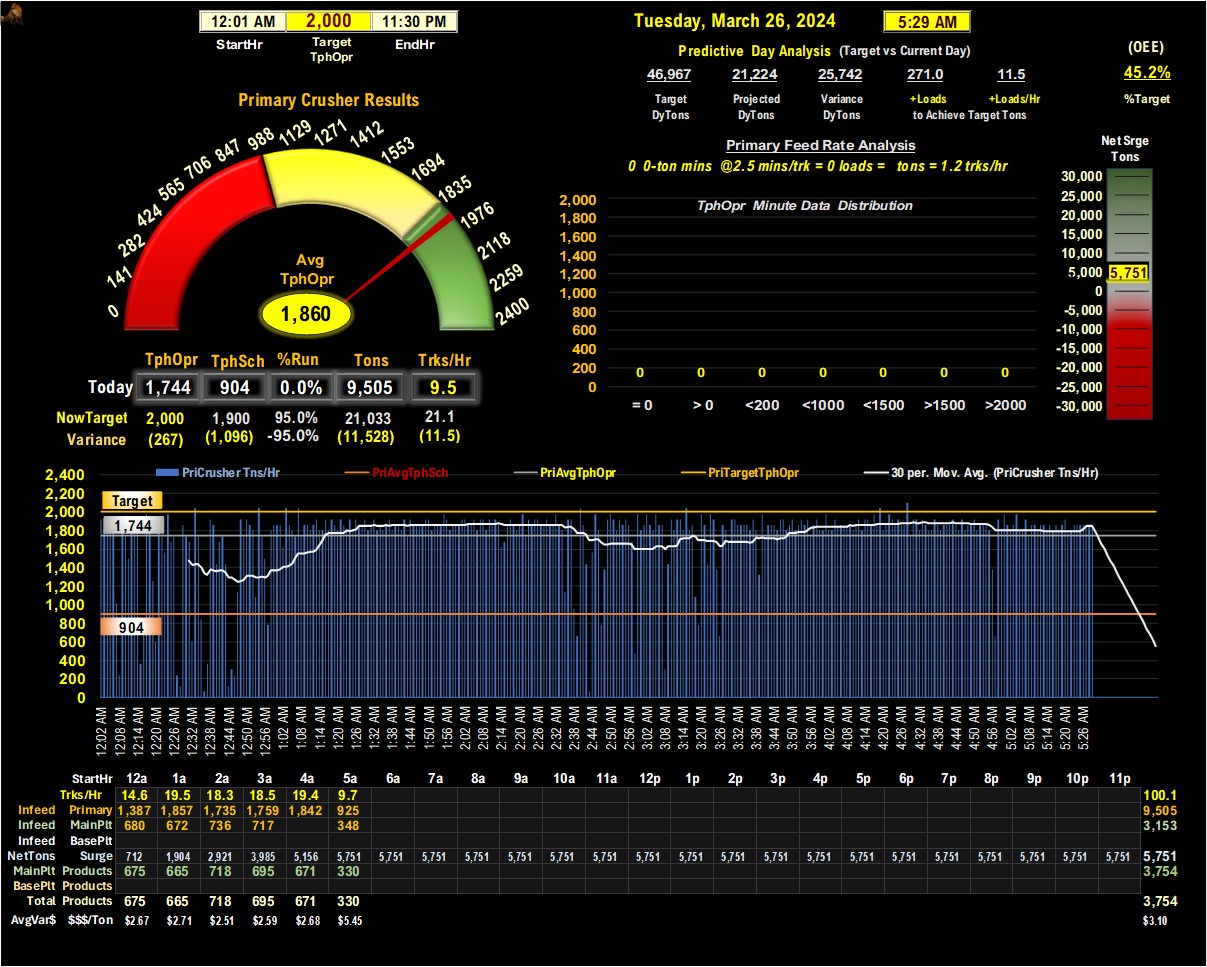 12:01 AM 2,000 11:30 PM
StartHr Target TphOpr EndHr
Tuesday, March 26, 2024 5:29 AM
Predictive Day Analysis (Target vs Current Day)
46,967 21,224 25,742 271.0 11.5
Target DyTons Projected DyTons Variance DyTons +Loads +Loads/Hr
to Achieve Target Tons
(OEE)
45.2%
%Target
Primary Crusher Results
0 141 282 424 565 706 847 988 1129 1271 1412 1553 1694 1835 1976 2118 2259 2400
Avg
TphOpr
1,860
TphOpr TphSch %Run Tons Trks/Hr
Today 1,744 904 0.0% 9,505 9.5
NowTarget 2,000 1,900 95.0% 21,033 21.1
Variance (267) (1,096) -95.0% (11,528) (11.5)
Primary Feed Rate Analysis
0 0-ton mins @2.5 mins/trk = 0 loads = tons = 1.2 trks/hr
TphOpr Minute Data Distribution
2,000
1,800
1,600
1,400
1,200
1,000
800
600
400
200
0
0 0 0 0 0 0 0
= 0 > 0 <200 <1000 <1500 >1500 >2000
Net Srge
Tons
30,000
25,000
20,000
15,000
10,000
5,000 5,751
0
-5,000
-10,000
-15,000
-20,000
-25,000
-30,000
PriCrusher Tns/Hr PriAvgTphSch PriAvgTphOpr PriTargetTphOpr 30 per. Mov. Avg. (PriCrusher Tns/Hr)
2,400
2,200
2,000
1,800
1,600
1,400
1,200
1,000
800
600
400
200
0
Target
1,744
904
12:02 AM 12:08 AM 12:14 AM 12:20 AM 12:26 AM 12:32 AM 12:38 AM 12:44 AM 12:50 AM 12:56 AM 1:02 AM 1:08 AM 1:14 AM 1:20 AM 1:26 AM 1:32 AM 1:38 AM 1:44 AM 1:50 AM 1:56 AM 2:02 AM 2:08 AM 2:14 AM 2:20 AM 2:26 AM 2:32 AM 2:38 AM 2:44 AM 2:50 AM 2:56 AM 3:02 AM 3:08 AM 3:14 AM 3:20 AM 3:26 AM 3:32 AM 3:38 AM 3:44 AM 3:50 AM 3:56 AM 4:02 AM 4:08 AM 4:14 AM 4:20 AM 4:26 AM 4:32 AM 4:38 AM 4:44 AM 4:50 AM 4:56 AM 5:02 AM 5:08 AM 5:14 AM 5:20 AM 5:26 AM
StartHr 12a 1a 2a 3a 4a 5a 6a 7a 8a 9a 10a 11a 12p 1p 2p 3p 4p 5p 6p 7p 8p 9p 10p 11p
Trks/Hr 14.6 19.5 18.3 18.5 19.4 9.7 100.1
Infeed Primary 1,387 1,857 1,735 1,759 1,842 925 9,505
Infeed MainPlt 680 672 736 717 348 3,153
Infeed BasePlt
NetTons Surge 712 1,904 2,921 3,985 5,156 5,751 5,751 5,751 5,751 5,751 5,751 5,751 5,751 5,751 5,751 5,751 5,751 5,751 5,751 5,751 5,751 5,751 5,751 5,751 5,751
MainPlt Products 675 665 718 695 671 330 3,754
BasePlt Products
Total Products 675 665 718 695 671 330 3,754
AvgVar$ $$$/Ton $2.67 $2.71 $2.51 $2.59 $2.68 $5.45 $3.10